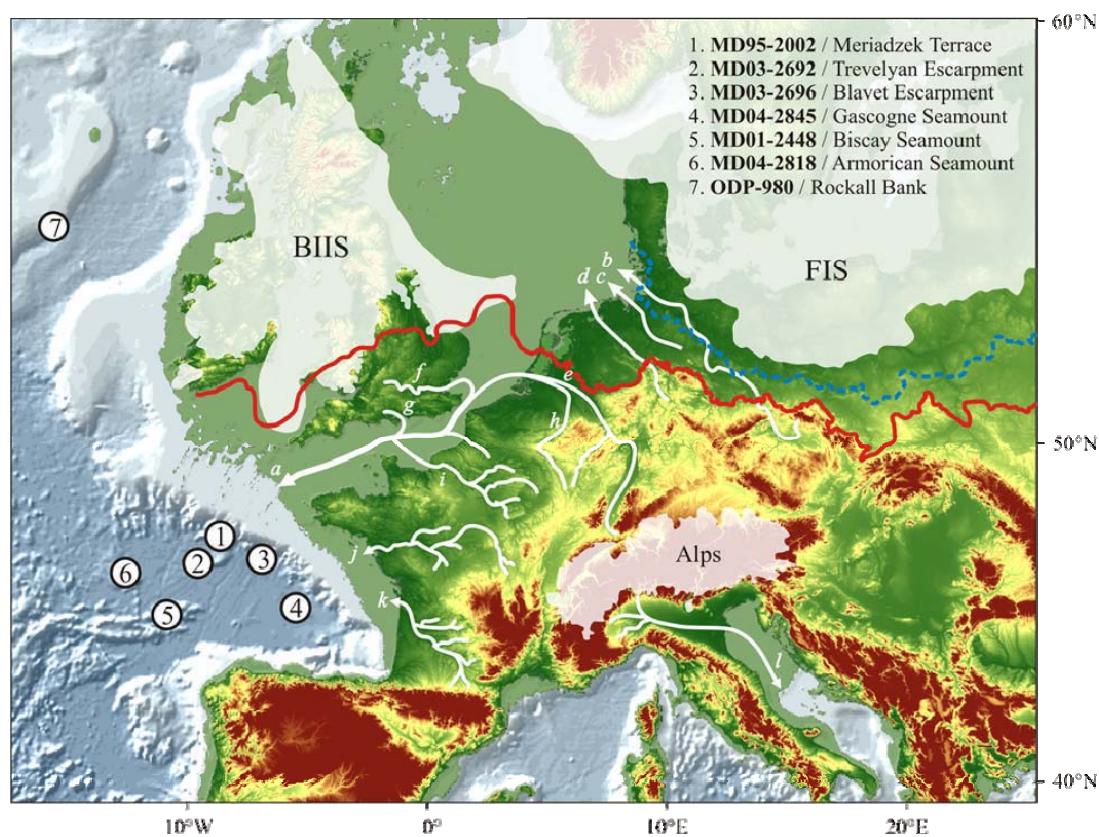 60°N
1. MD95-2002 / Meriadzek Terrace
2. MD03-2692 / Trevelyan Escarpment
3. MD03-2696 / Blavet Escarpment
4. MD04-2845 / Gascogne Seamount
5. MD01-2448 / Biscay Seamount
6. MD04-2818 / Armorican Seamount
7. ODP-980 / Rockall Bank
7
BIIS
FIS
b
d c
e
f
g
h
50°N
a
i
1
2
3
6
j
Alps
5
4
k
l
40°N
10°W
0°
10°E
20°E